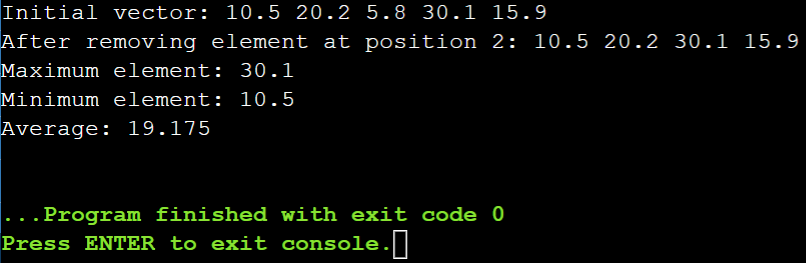 Initial vector: 10.5 20.2 5.8 30.1 15.9
After removing element at position 2: 10.5 20.2 30.1 15.9
Maximum element: 30.1
Minimum element: 10.5
Average: 19.175
...Program finished with exit code 0
Press ENTER to exit console.